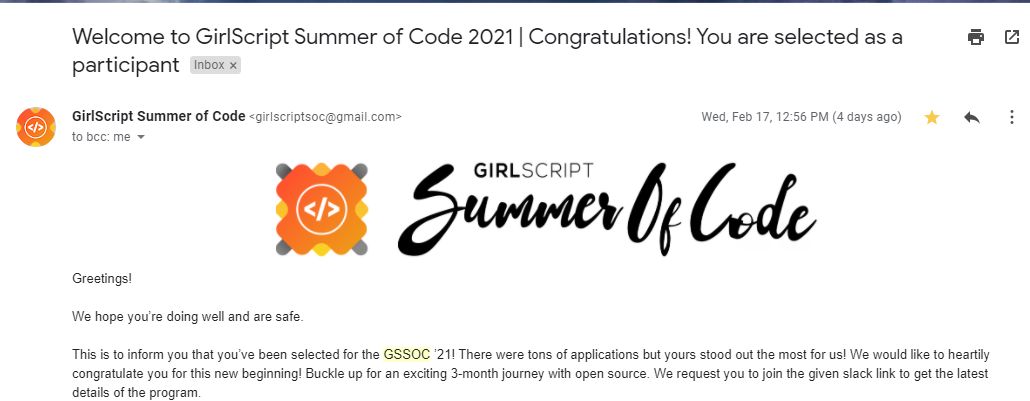 Welcome to GirlScript Summer of Code 2021 | Congratulations! You are selected as a
participant Inbox ×
GirlScript Summer of Code <girlscriptsoc@gmail.com> Wed, Feb 17, 12:56 PM (4 days ago)
to bcc: me
</>
GIRLSCRIPT
Summer Of Code
</>
Greetings!
We hope you're doing well and are safe.
This is to inform you that you've been selected for the GSSOC '21! There were tons of applications but yours stood out the most for us! We would like to heartily
congratulate you for this new beginning! Buckle up for an exciting 3-month journey with open source. We request you to join the given slack link to get the latest
details of the program.